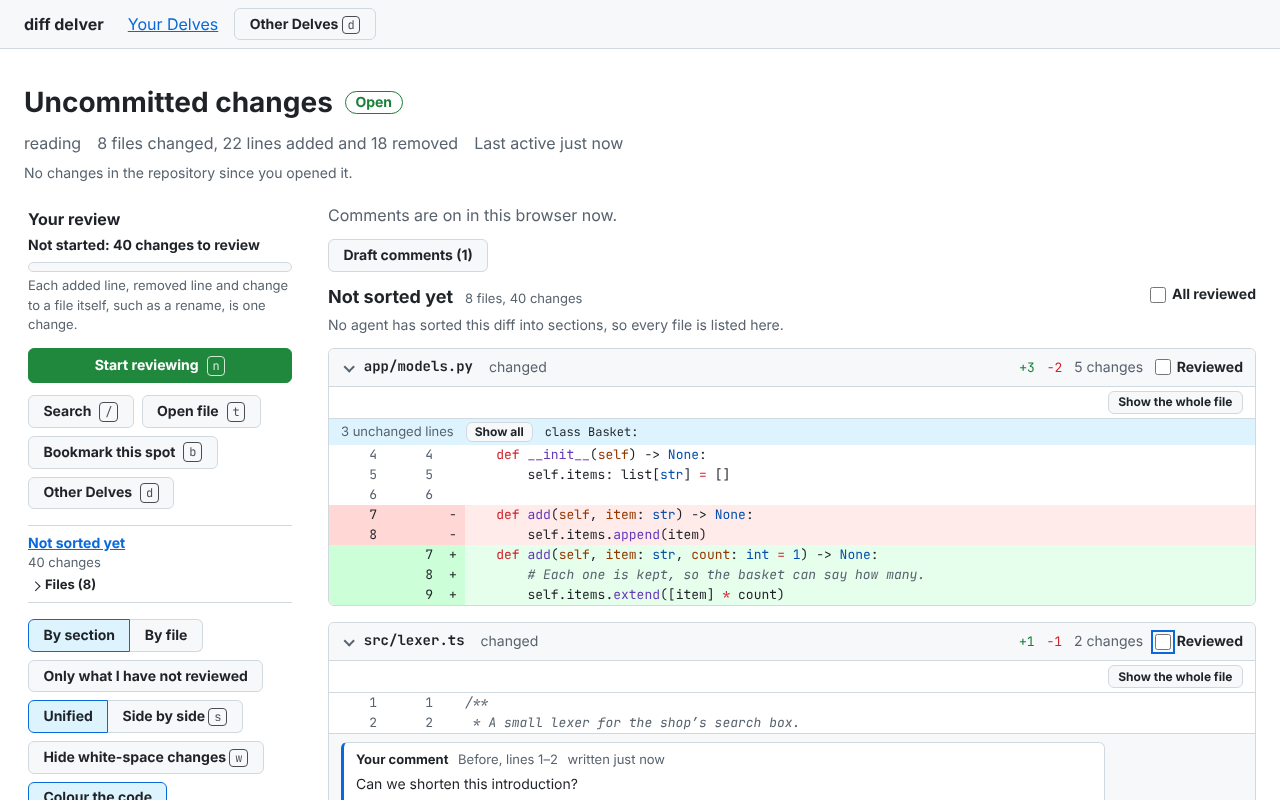 diff delver Your Delves Other Delves d
Uncommitted changes Open
reading 8 files changed, 22 lines added and 18 removed Last active just now
No changes in the repository since you opened it.
Your review
Not started: 40 changes to review
Each added line, removed line and change
to a file itself, such as a rename, is one
change.
Start reviewing n
Search / Open file t
Bookmark this spot b
Other Delves d
Not sorted yet
40 changes
Files (8)
By section By file
Only what I have not reviewed
Unified Side by side s
Hide white-space changes w
Colour the code
Comments are on in this browser now.
Draft comments (1)
Not sorted yet 8 files, 40 changes All reviewed
No agent has sorted this diff into sections, so every file is listed here.
app/models.py changed +3 -2 5 changes Reviewed
Show the whole file
3 unchanged lines Show all class Basket:
4 4 def __init__(self) -> None:
5 5 self.items: list[str] = []
6 6
7 - def add(self, item: str) -> None:
8 - self.items.append(item)
7 + def add(self, item: str, count: int = 1) -> None:
8 + # Each one is kept, so the basket can say how many.
9 + self.items.extend([item] * count)
src/lexer.ts changed +1 -1 2 changes Reviewed
Show the whole file
1 1 /**
2 2 * A small lexer for the shop’s search box.
Your comment Before, lines 1–2 written just now
Can we shorten this introduction?